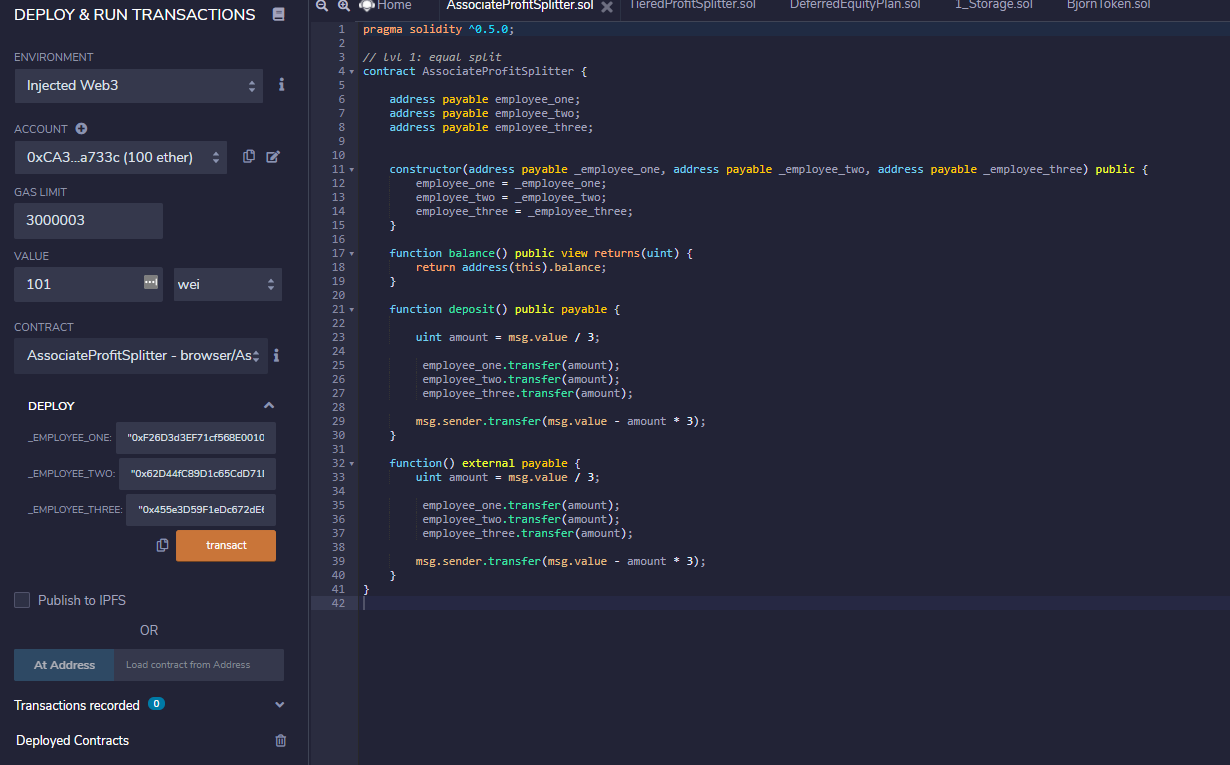 DEPLOY & RUN TRANSACTIONS
ENVIRONMENT
Injected Web3
ACCOUNT
0xCA3...a733c (100 ether)
GAS LIMIT
3000003
VALUE
101
wei
CONTRACT
AssociateProfitSplitter - browser/As
DEPLOY
_EMPLOYEE_ONE:
"0xF26D3d3EF71cf568E0010
_EMPLOYEE_TWO:
"0x62D44fC89D1c65CdD71
_EMPLOYEE_THREE:
"0x455e3D59F1eDc672dE6
transact
Publish to IPFS
OR
At Address
Load contract from Address
Transactions recorded 0
Deployed Contracts
Home
AssociateProfitSplitter.sol
TieredProfitSplitter.sol
DeferredEquityPlan.sol
1_Storage.sol
BjornToken.sol
1 pragma solidity ^0.5.0;
2
3 // lvl 1: equal split
4 contract AssociateProfitSplitter {
5
6     address payable employee_one;
7     address payable employee_two;
8     address payable employee_three;
9
10
11     constructor(address payable _employee_one, address payable _employee_two, address payable _employee_three) public {
12         employee_one = _employee_one;
13         employee_two = _employee_two;
14         employee_three = _employee_three;
15     }
16
17     function balance() public view returns(uint) {
18         return address(this).balance;
19     }
20
21     function deposit() public payable {
22
23         uint amount = msg.value / 3;
24
25          employee_one.transfer(amount);
26          employee_two.transfer(amount);
27          employee_three.transfer(amount);
28
29         msg.sender.transfer(msg.value - amount * 3);
30     }
31
32     function() external payable {
33         uint amount = msg.value / 3;
34
35          employee_one.transfer(amount);
36          employee_two.transfer(amount);
37          employee_three.transfer(amount);
38
39         msg.sender.transfer(msg.value - amount * 3);
40     }
41 }
42